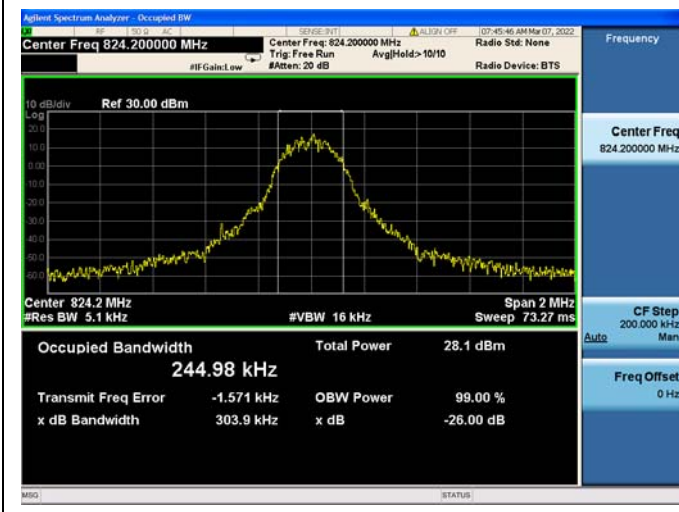 Agilent Spectrum Analyzer - Occupied BW
RF 50 Ω AC SENSE:INT ALIGN OFF 07:45:46 AM Mar 07, 2022
Center Freq 824.200000 MHz
Center Freq: 824.200000 MHz Radio Std: None
Trig: Free Run Avg|Hold:> 10/10
#IFGain:Low #Atten: 20 dB Radio Device: BTS
Frequency
10 dB/div Ref 30.00 dBm
Log
20.0
10.0
0.00
-10.0
-20.0
-30.0
-40.0
-50.0
-60.0
Center 824.2 MHz Span 2 MHz
#Res BW 5.1 kHz #VBW 16 kHz Sweep 73.27 ms
Occupied Bandwidth Total Power 28.1 dBm
244.98 kHz
Transmit Freq Error -1.571 kHz OBW Power 99.00 %
x dB Bandwidth 303.9 kHz x dB -26.00 dB
Center Freq
824.200000 MHz
CF Step
200.000 kHz
Auto Man
Freq Offset
0 Hz
MSG STATUS